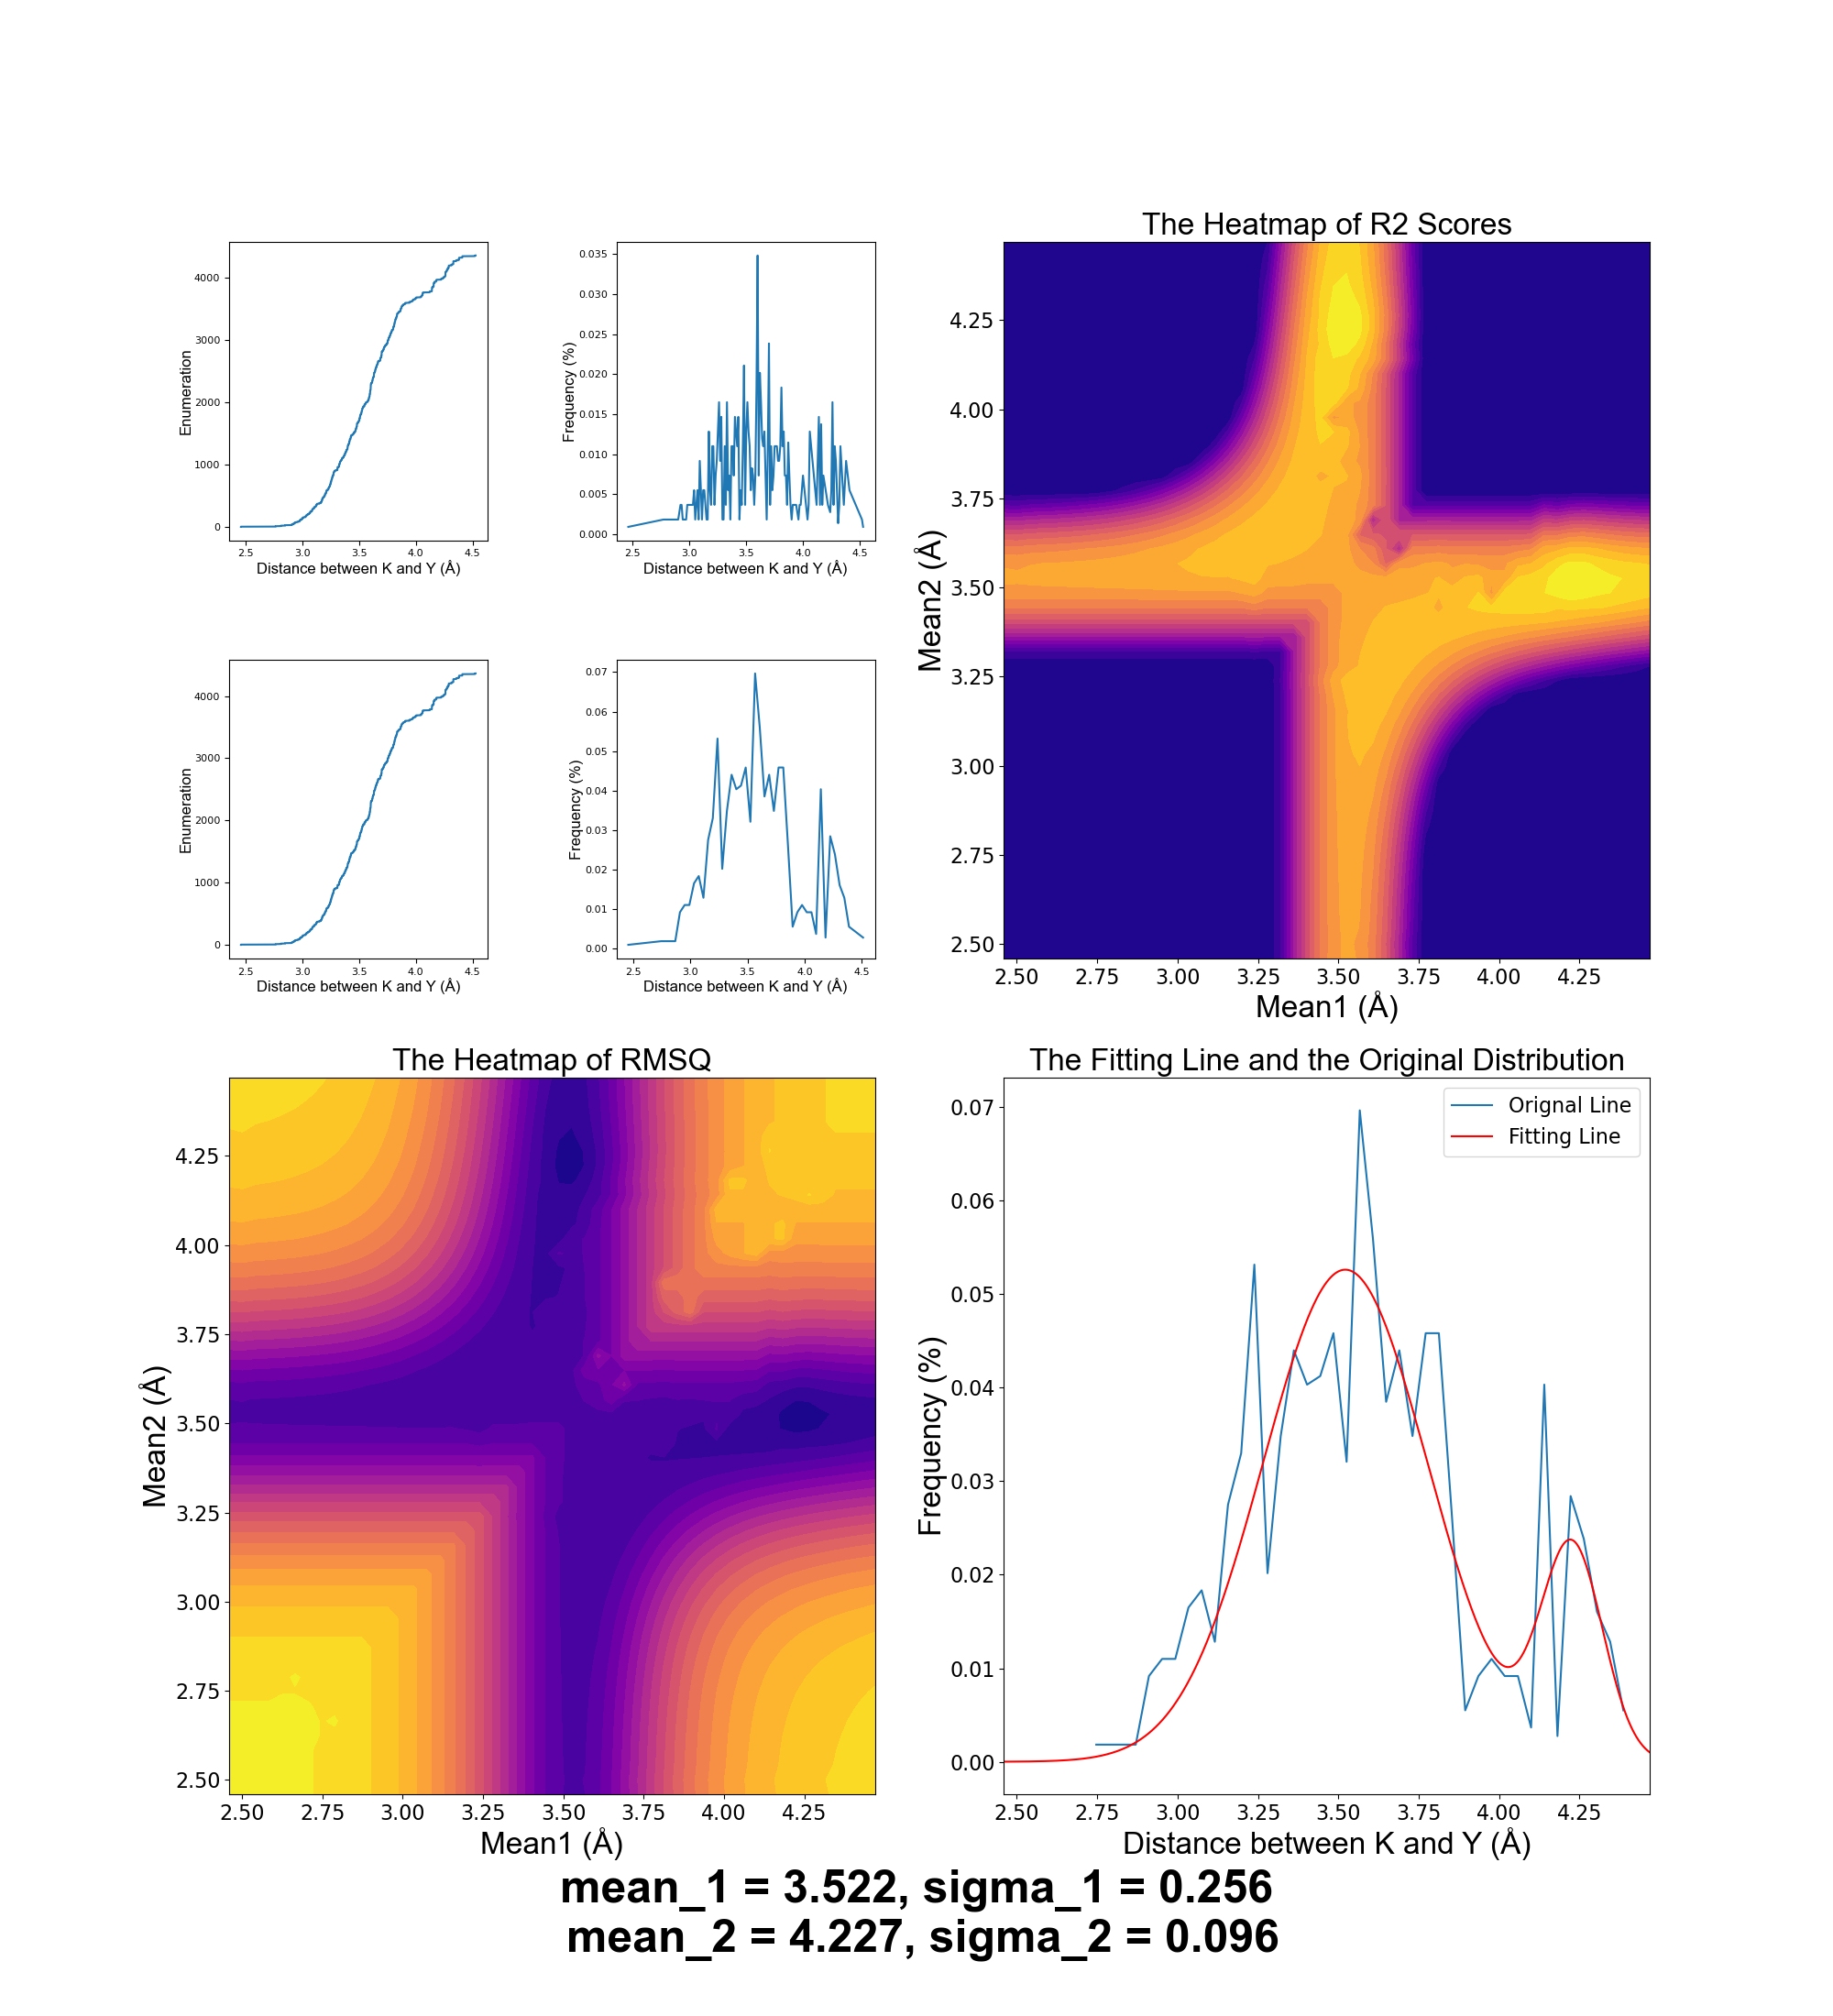 The Heatmap of R2 Scores
4000
3000
2000
1000
0
Enumeration
2.5 3.0 3.5 4.0 4.5
Distance between K and Y (Å)
0.035
0.030
0.025
0.020
0.015
0.010
0.005
0.000
Frequency (%)
2.5 3.0 3.5 4.0 4.5
Distance between K and Y (Å)
4000
3000
2000
1000
0
Enumeration
2.5 3.0 3.5 4.0 4.5
Distance between K and Y (Å)
0.07
0.06
0.05
0.04
0.03
0.02
0.01
0.00
Frequency (%)
2.5 3.0 3.5 4.0 4.5
Distance between K and Y (Å)
4.25
4.00
3.75
3.50
3.25
3.00
2.75
2.50
Mean2 (Å)
2.50 2.75 3.00 3.25 3.50 3.75 4.00 4.25
Mean1 (Å)
The Heatmap of RMSQ
4.25
4.00
3.75
3.50
3.25
3.00
2.75
2.50
Mean2 (Å)
2.50 2.75 3.00 3.25 3.50 3.75 4.00 4.25
Mean1 (Å)
The Fitting Line and the Original Distribution
Orignal Line
Fitting Line
0.07
0.06
0.05
0.04
0.03
0.02
0.01
0.00
Frequency (%)
2.50 2.75 3.00 3.25 3.50 3.75 4.00 4.25
Distance between K and Y (Å)
mean_1 = 3.522, sigma_1 = 0.256
mean_2 = 4.227, sigma_2 = 0.096